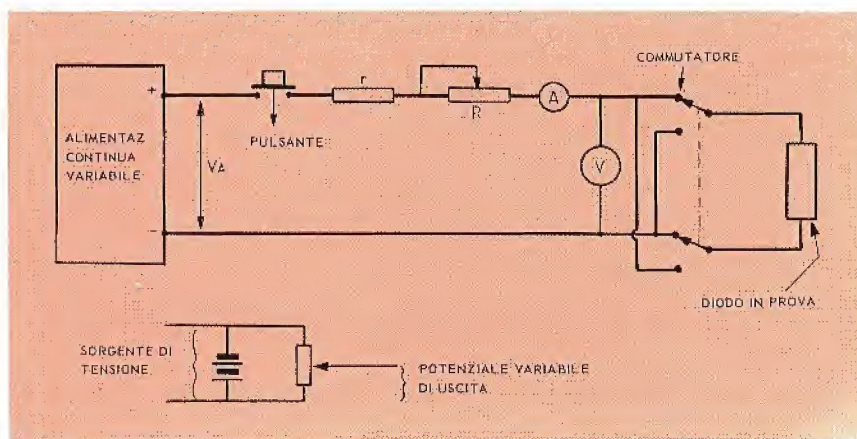 COMMUTATORE
+
r
R
A
ALIMENTAZ
CONTINUA
VARIABILE
VA
PULSANTE
V
–
DIODO IN PROVA
SORGENTE DI
TENSIONE
POTENZIALE VARIABILE
DI USCITA